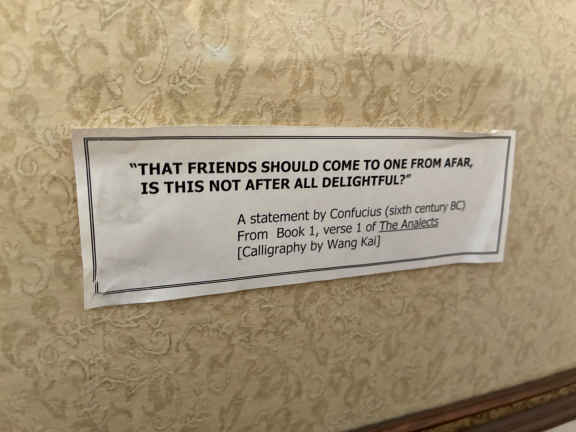 “THAT FRIENDS SHOULD COME TO ONE FROM AFAR,
IS THIS NOT AFTER ALL DELIGHTFUL?”
A statement by Confucius (sixth century BC)
From Book 1, verse 1 of The Analects
[Calligraphy by Wang Kai]